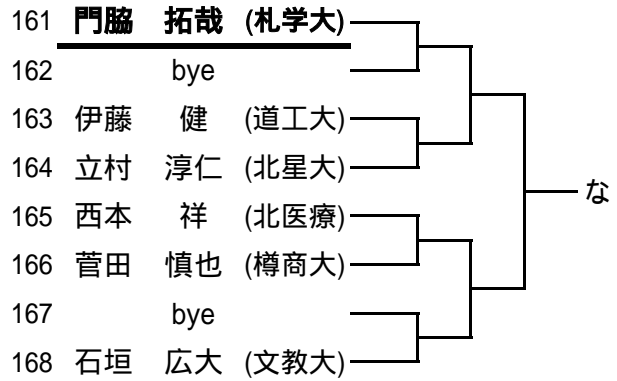 161 門脇 拓哉 (札学大)
162 bye
163 伊藤 健 (道工大)
164 立村 淳仁 (北星大)
な
165 西本 祥 (北医療)
166 菅田 慎也 (樽商大)
167 bye
168 石垣 広大 (文教大)